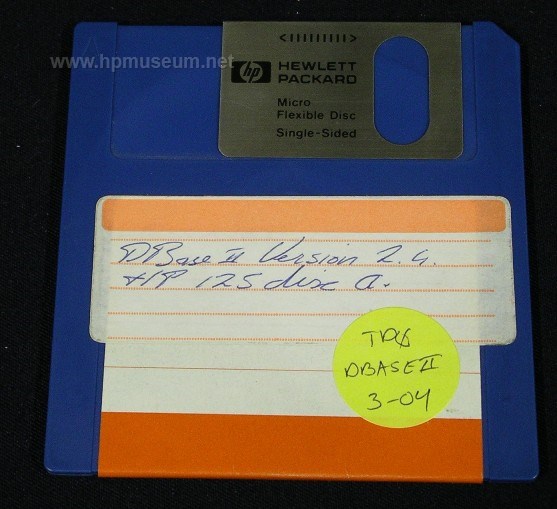 www.hpmuseum.net
<|||||||||>
hp HEWLETT
PACKARD
Micro
Flexible Disc
Single-Sided
DBase II Version 2.4.
HP 125 disc a.
DBASE II
3-04